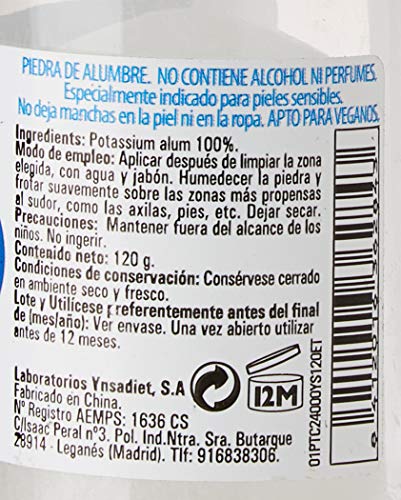 PIEDRA DE ALUMBRE. NO CONTIENE ALCOHOL NI PERFUMES.
Especialmente indicado para pieles sensibles.
No deja manchas en la piel ni en la ropa. APTO PARA VEGANOS.
Ingredients: Potassium alum 100%.
Modo de empleo: Aplicar después de limpiar la zona
elegida, con agua y jabón. Humedecer la piedra y
frotar suavemente sobre las zonas más propensas
al sudor, como las axilas, pies, etc. Dejar secar.
Precauciones: Mantener fuera del alcance de los
niños. No ingerir.
Contenido neto: 120 g.
Condiciones de conservación: Consérvese cerrado
en ambiente seco y fresco.
Lote y Utilícese preferentemente antes del final
de (mes/año): Ver envase. Una vez abierto utilizar
antes de 12 meses.
Laboratorios Ynsadiet, S.A
Fabricado en China.
Nº Registro AEMPS: 1636 CS
C/Isaac Peral nº3. Pol. Ind.Ntra. Sra. Butarque
28914 - Leganés (Madrid). Tlf: 916838306.
12M
01PTC24000YS120ET